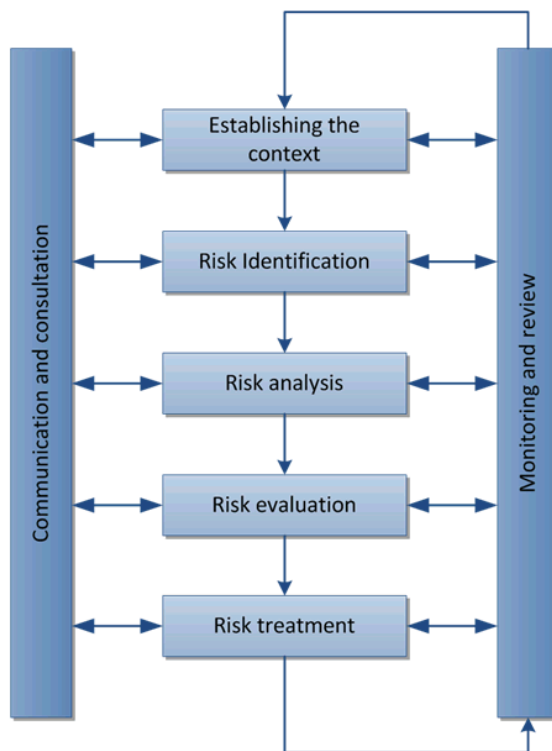 Communication and consultation
Establishing the
context
Risk Identification
Risk analysis
Risk evaluation
Risk treatment
Monitoring and review